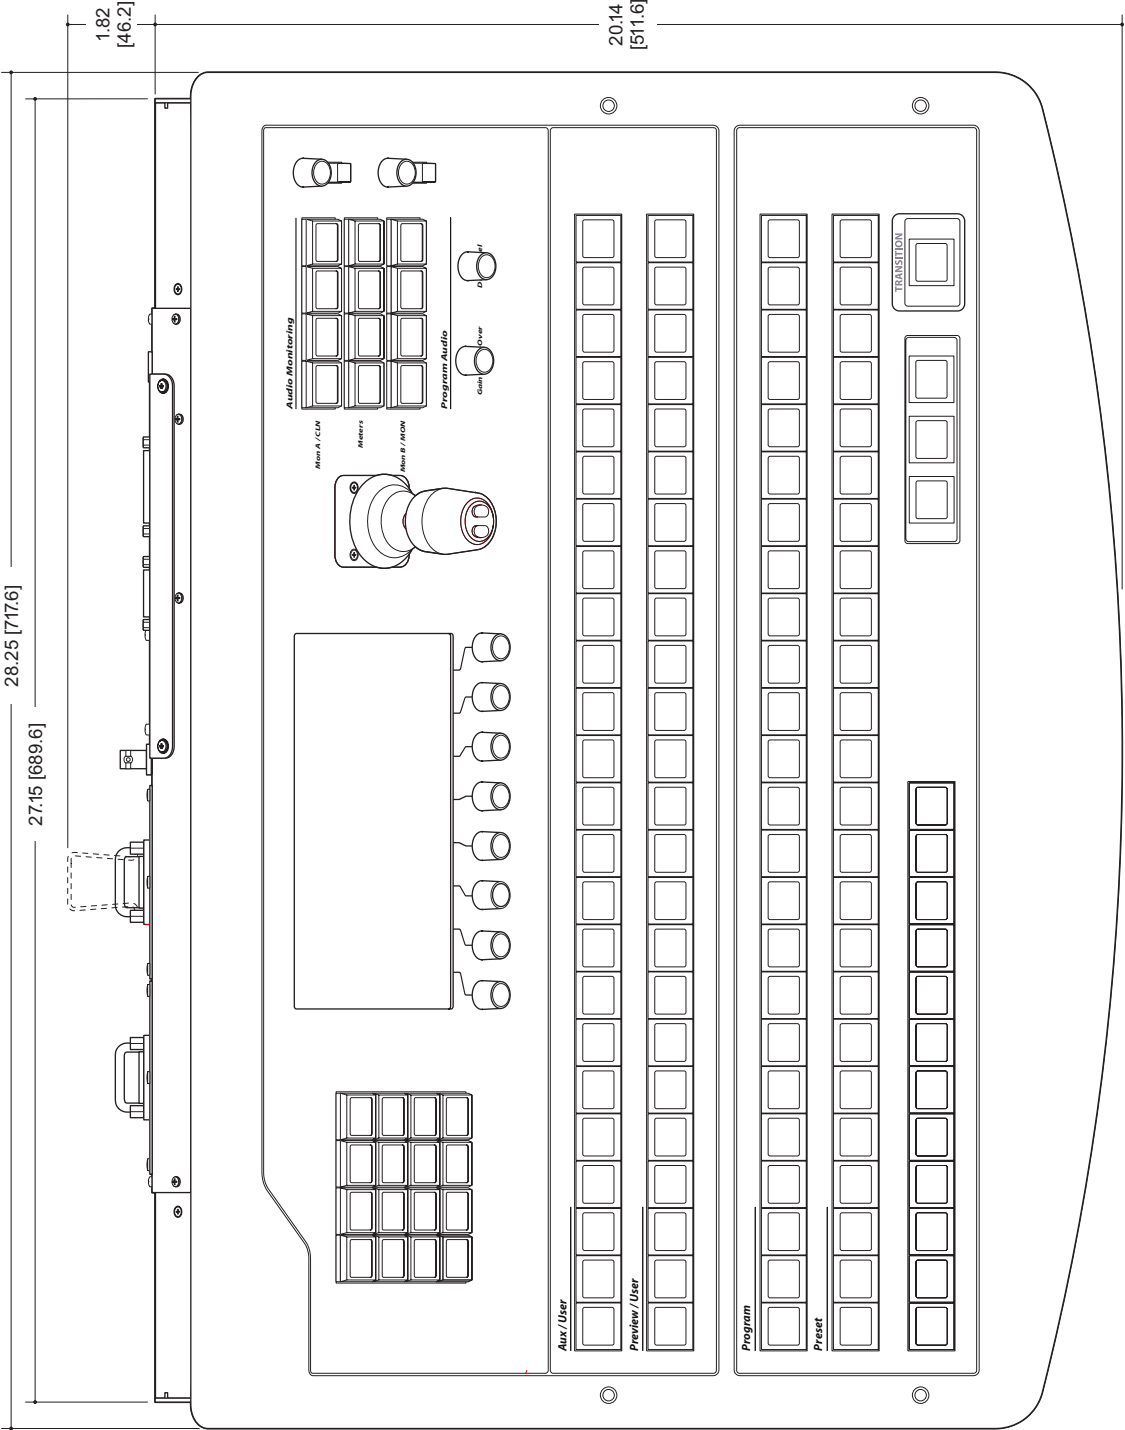 1.82
[46.2]
20.14
[511.6]
28.25 [717.6]
27.15 [689.6]
Audio Monitoring
Mon A / CLN
Meters
Mon B / MON
Program Audio
Gain
Over
TRANSITION
Aux / User
Preview / User
Program
Preset